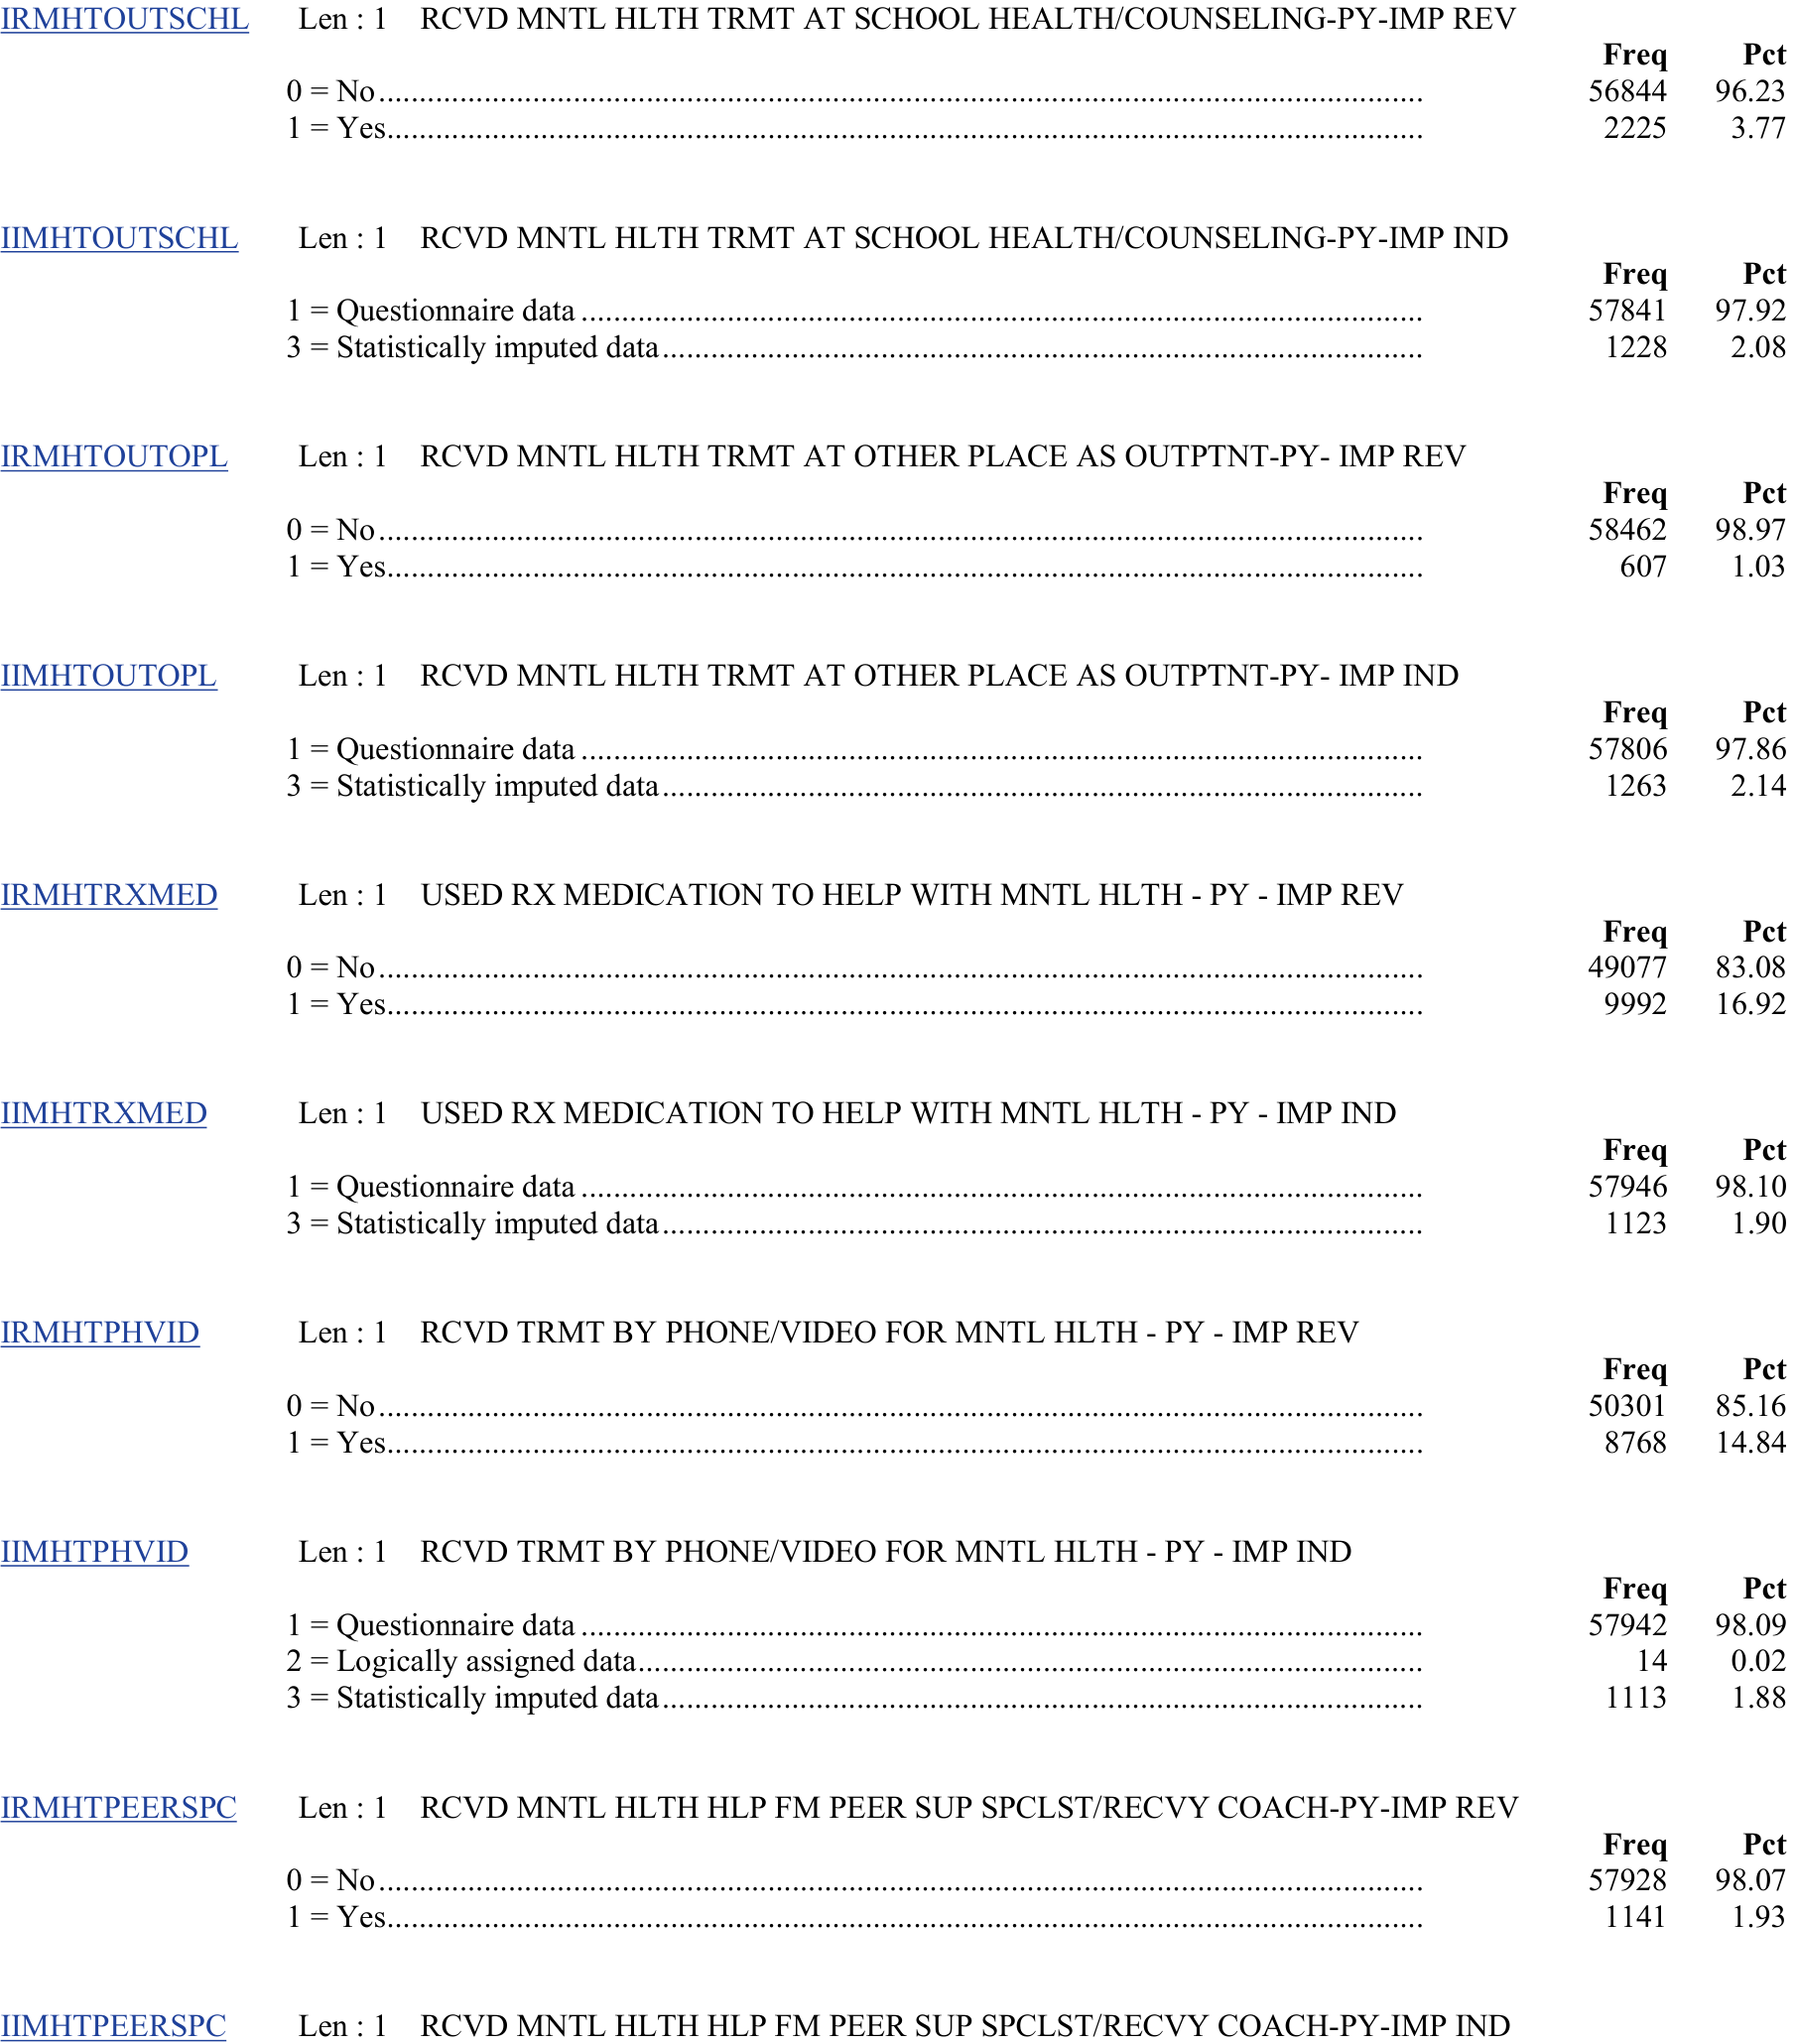 IRMHTOUTSCHL Len : 1 RCVD MNTL HLTH TRMT AT SCHOOL HEALTH/COUNSELING-PY-IMP REV
Freq Pct
0 = No 56844 96.23
1 = Yes 2225 3.77
IIMHTOUTSCHL Len : 1 RCVD MNTL HLTH TRMT AT SCHOOL HEALTH/COUNSELING-PY-IMP IND
Freq Pct
1 = Questionnaire data 57841 97.92
3 = Statistically imputed data 1228 2.08
IRMHTOUTOPL Len : 1 RCVD MNTL HLTH TRMT AT OTHER PLACE AS OUTPTNT-PY- IMP REV
Freq Pct
0 = No 58462 98.97
1 = Yes 607 1.03
IIMHTOUTOPL Len : 1 RCVD MNTL HLTH TRMT AT OTHER PLACE AS OUTPTNT-PY- IMP IND
Freq Pct
1 = Questionnaire data 57806 97.86
3 = Statistically imputed data 1263 2.14
IRMHTRXMED Len : 1 USED RX MEDICATION TO HELP WITH MNTL HLTH - PY - IMP REV
Freq Pct
0 = No 49077 83.08
1 = Yes 9992 16.92
IIMHTRXMED Len : 1 USED RX MEDICATION TO HELP WITH MNTL HLTH - PY - IMP IND
Freq Pct
1 = Questionnaire data 57946 98.10
3 = Statistically imputed data 1123 1.90
IRMHTPHVID Len : 1 RCVD TRMT BY PHONE/VIDEO FOR MNTL HLTH - PY - IMP REV
Freq Pct
0 = No 50301 85.16
1 = Yes 8768 14.84
IIMHTPHVID Len : 1 RCVD TRMT BY PHONE/VIDEO FOR MNTL HLTH - PY - IMP IND
Freq Pct
1 = Questionnaire data 57942 98.09
2 = Logically assigned data 14 0.02
3 = Statistically imputed data 1113 1.88
IRMHTPEERSPC Len : 1 RCVD MNTL HLTH HLP FM PEER SUP SPCLST/RECVY COACH-PY-IMP REV
Freq Pct
0 = No 57928 98.07
1 = Yes 1141 1.93
IIMHTPEERSPC Len : 1 RCVD MNTL HLTH HLP FM PEER SUP SPCLST/RECVY COACH-PY-IMP IND